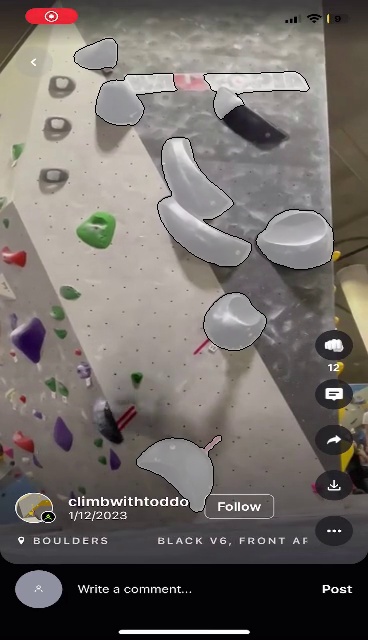 12
climbwithtoddo
Follow
1/12/2023
BOULDERS
BLACK V6, FRONT AF
Write a comment...
Post